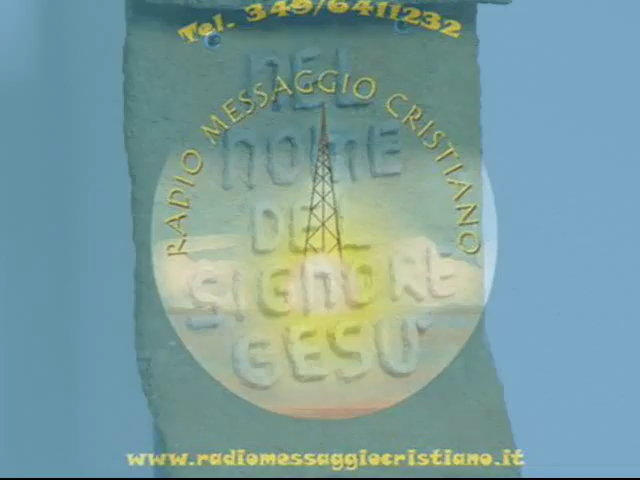 Tel. 349/6411232
RADIO MESSAGGIO CRISTIANO
NEL
NOME
DEL
SIGNORE
GESU'
www.radiomessaggiocristiano.it